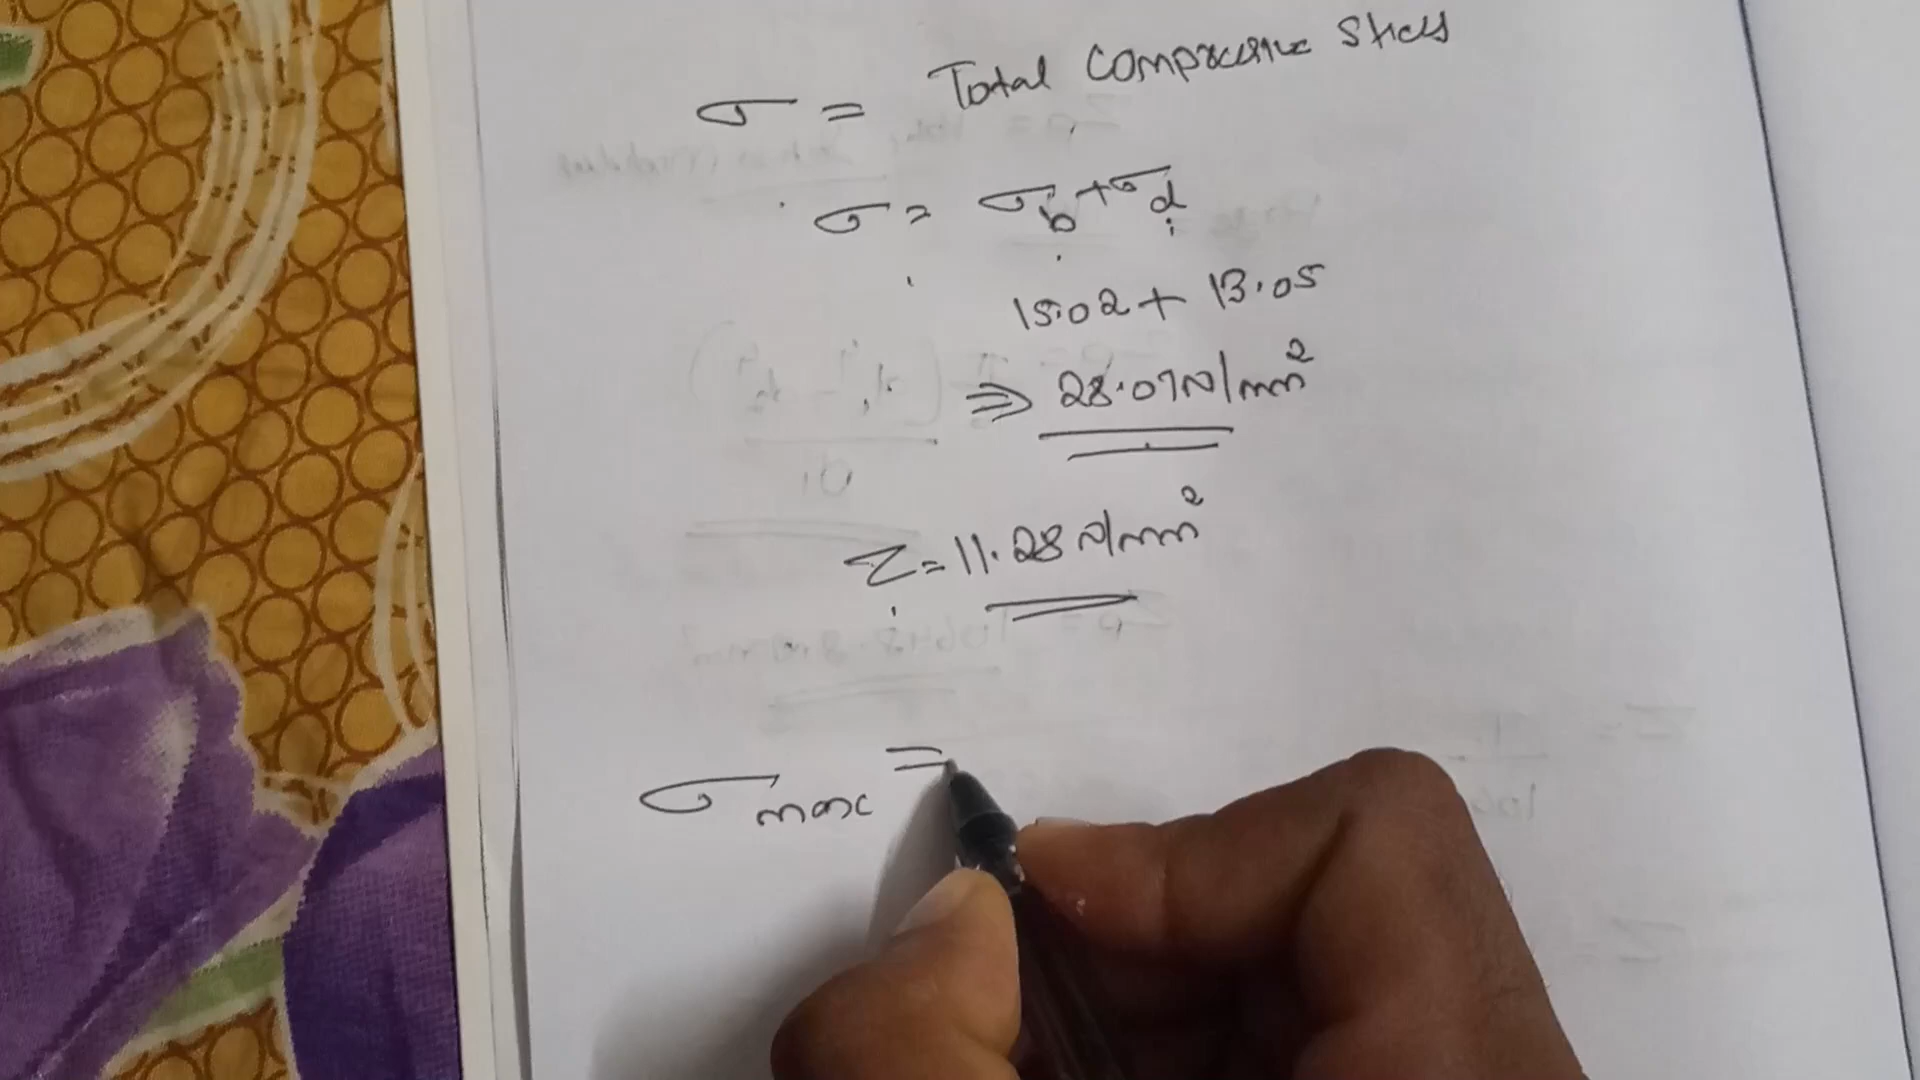 σ = Total Compressive Stress
σ = σb + σd
15.02 + 13.05
⇒ 28.07 N/mm²
τ = 11.28 N/mm²
σmax =